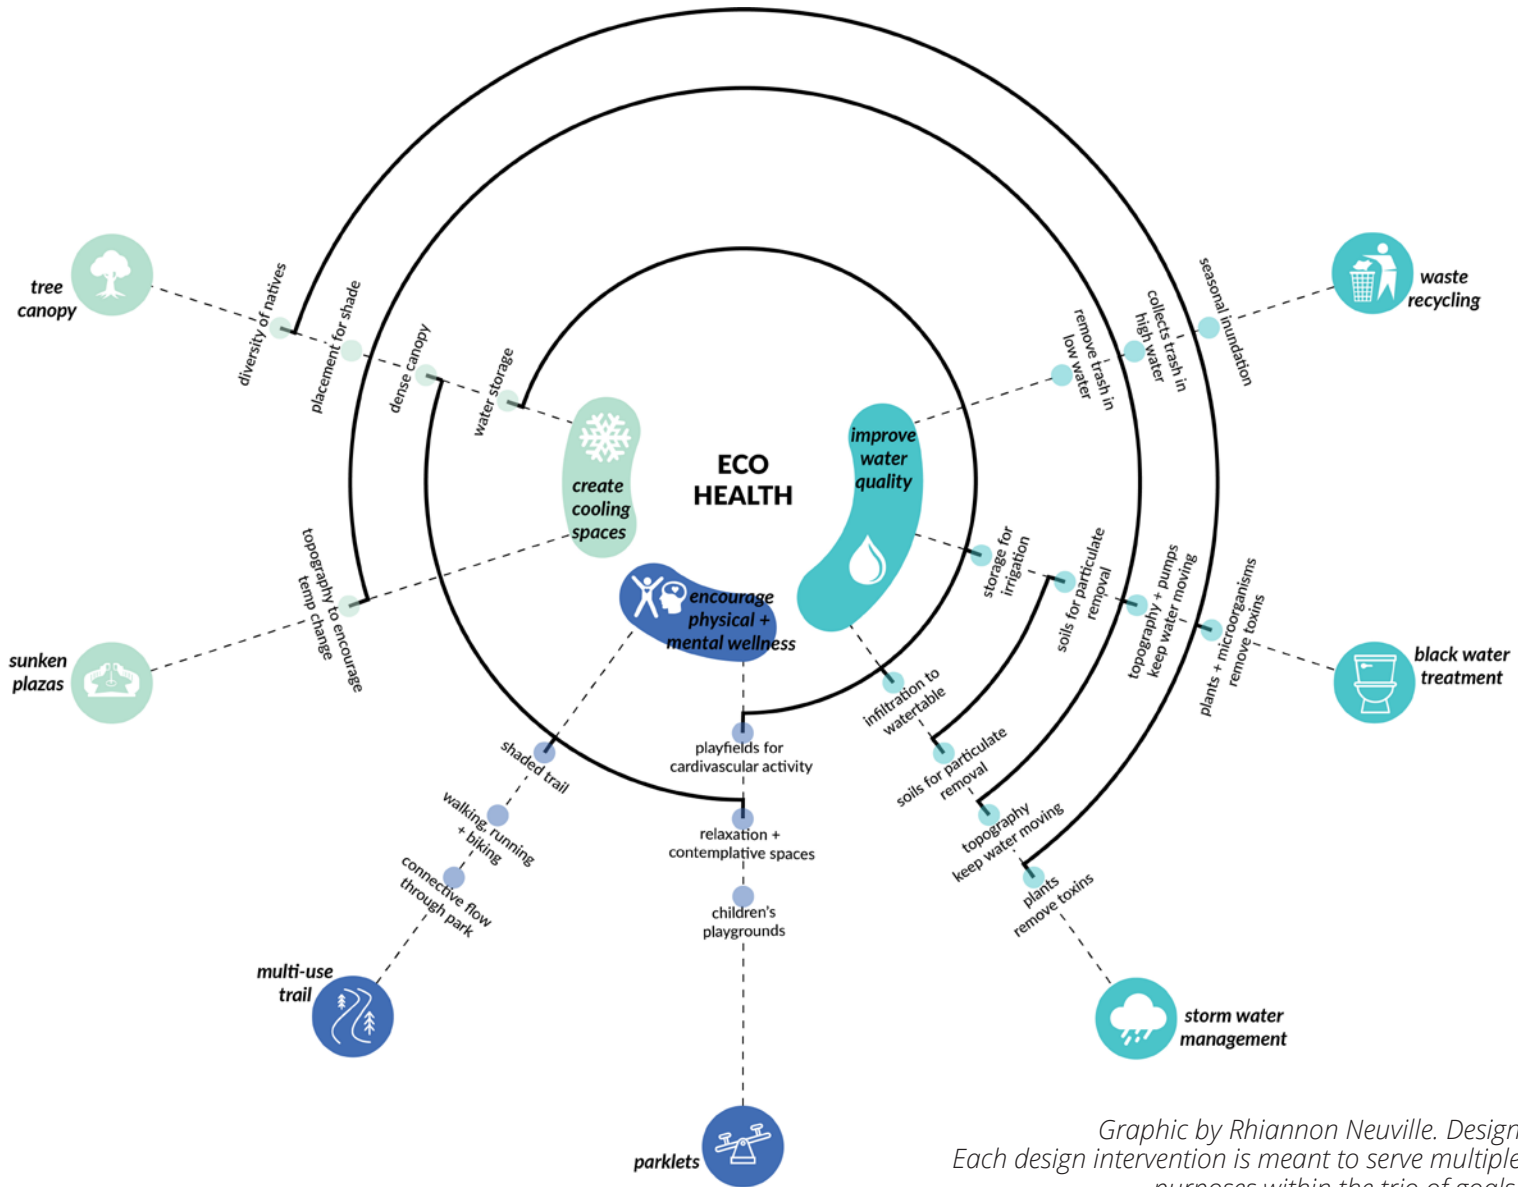 ECO
HEALTH
create
cooling
spaces
improve
water
quality
encourage
physical +
mental wellness
tree
canopy
diversity of natives
placement for shade
dense canopy
water storage
sunken
plazas
topography to encourage
temp change
multi-use
trail
shaded trail
walking, running
+ biking
connective flow
through park
parklets
playfields for
cardivascular activity
relaxation +
contemplative spaces
children's
playgrounds
storm water
management
infiltration to
watertable
soils for particulate
removal
topography
keep water moving
plants
remove toxins
black water
treatment
storage for
irrigation
soils for particulate
removal
topography + pumps
keep water moving
plants + microorganisms
remove toxins
waste
recycling
remove trash in
low water
collects trash in
high water
seasonal inundation
Graphic by Rhiannon Neuville. Design
Each design intervention is meant to serve multiple
purposes within the trio of goals